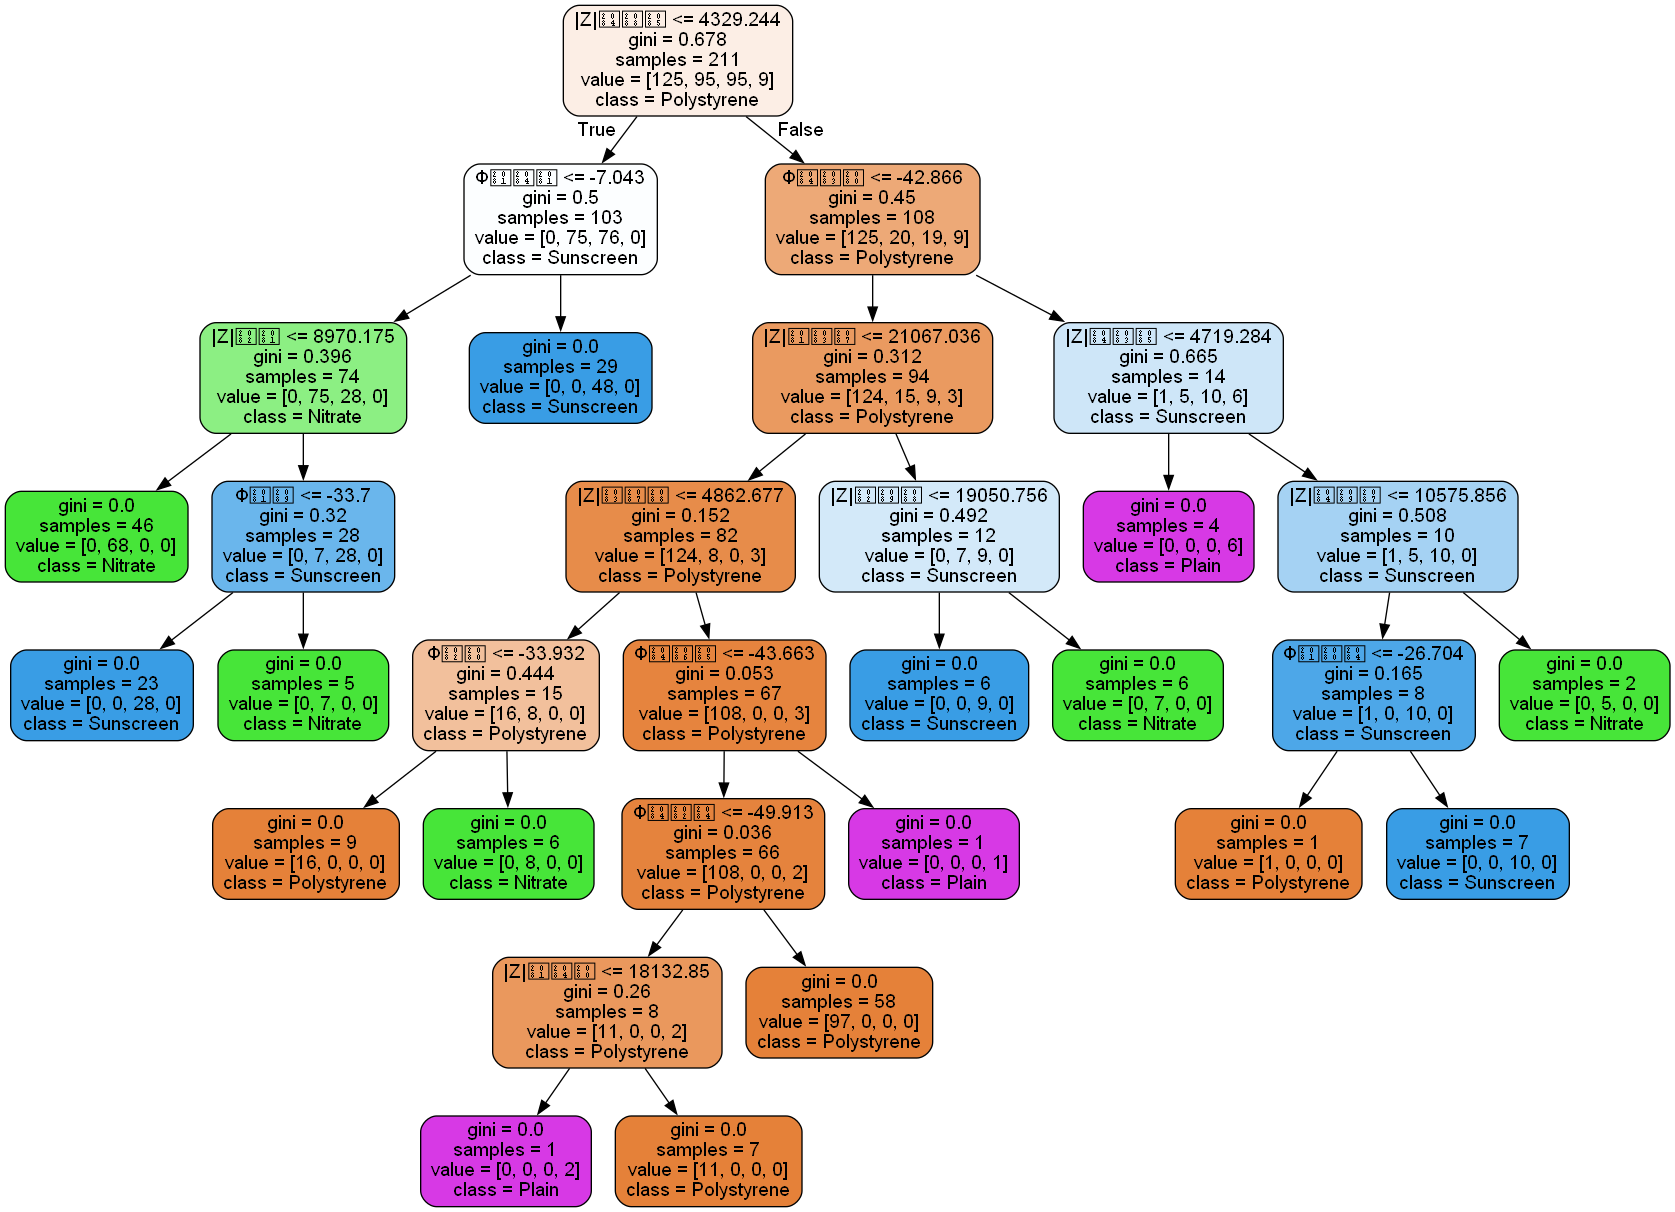 |Z| <= 4329.244
gini = 0.678
samples = 211
value = [125, 95, 95, 9]
class = Polystyrene
True
False
Φ <= -7.043
gini = 0.5
samples = 103
value = [0, 75, 76, 0]
class = Sunscreen
Φ <= -42.866
gini = 0.45
samples = 108
value = [125, 20, 19, 9]
class = Polystyrene
|Z| <= 8970.175
gini = 0.396
samples = 74
value = [0, 75, 28, 0]
class = Nitrate
gini = 0.0
samples = 29
value = [0, 0, 48, 0]
class = Sunscreen
|Z| <= 21067.036
gini = 0.312
samples = 94
value = [124, 15, 9, 3]
class = Polystyrene
|Z| <= 4719.284
gini = 0.665
samples = 14
value = [1, 5, 10, 6]
class = Sunscreen
gini = 0.0
samples = 46
value = [0, 68, 0, 0]
class = Nitrate
Φ <= -33.7
gini = 0.32
samples = 28
value = [0, 7, 28, 0]
class = Sunscreen
|Z| <= 4862.677
gini = 0.152
samples = 82
value = [124, 8, 0, 3]
class = Polystyrene
|Z| <= 19050.756
gini = 0.492
samples = 12
value = [0, 7, 9, 0]
class = Sunscreen
gini = 0.0
samples = 4
value = [0, 0, 0, 6]
class = Plain
|Z| <= 10575.856
gini = 0.508
samples = 10
value = [1, 5, 10, 0]
class = Sunscreen
gini = 0.0
samples = 23
value = [0, 0, 28, 0]
class = Sunscreen
gini = 0.0
samples = 5
value = [0, 7, 0, 0]
class = Nitrate
Φ <= -33.932
gini = 0.444
samples = 15
value = [16, 8, 0, 0]
class = Polystyrene
Φ <= -43.663
gini = 0.053
samples = 67
value = [108, 0, 0, 3]
class = Polystyrene
gini = 0.0
samples = 6
value = [0, 0, 9, 0]
class = Sunscreen
gini = 0.0
samples = 6
value = [0, 7, 0, 0]
class = Nitrate
Φ <= -26.704
gini = 0.165
samples = 8
value = [1, 0, 10, 0]
class = Sunscreen
gini = 0.0
samples = 2
value = [0, 5, 0, 0]
class = Nitrate
gini = 0.0
samples = 9
value = [16, 0, 0, 0]
class = Polystyrene
gini = 0.0
samples = 6
value = [0, 8, 0, 0]
class = Nitrate
Φ <= -49.913
gini = 0.036
samples = 66
value = [108, 0, 0, 2]
class = Polystyrene
gini = 0.0
samples = 1
value = [0, 0, 0, 1]
class = Plain
gini = 0.0
samples = 1
value = [1, 0, 0, 0]
class = Polystyrene
gini = 0.0
samples = 7
value = [0, 0, 10, 0]
class = Sunscreen
|Z| <= 18132.85
gini = 0.26
samples = 8
value = [11, 0, 0, 2]
class = Polystyrene
gini = 0.0
samples = 58
value = [97, 0, 0, 0]
class = Polystyrene
gini = 0.0
samples = 1
value = [0, 0, 0, 2]
class = Plain
gini = 0.0
samples = 7
value = [11, 0, 0, 0]
class = Polystyrene